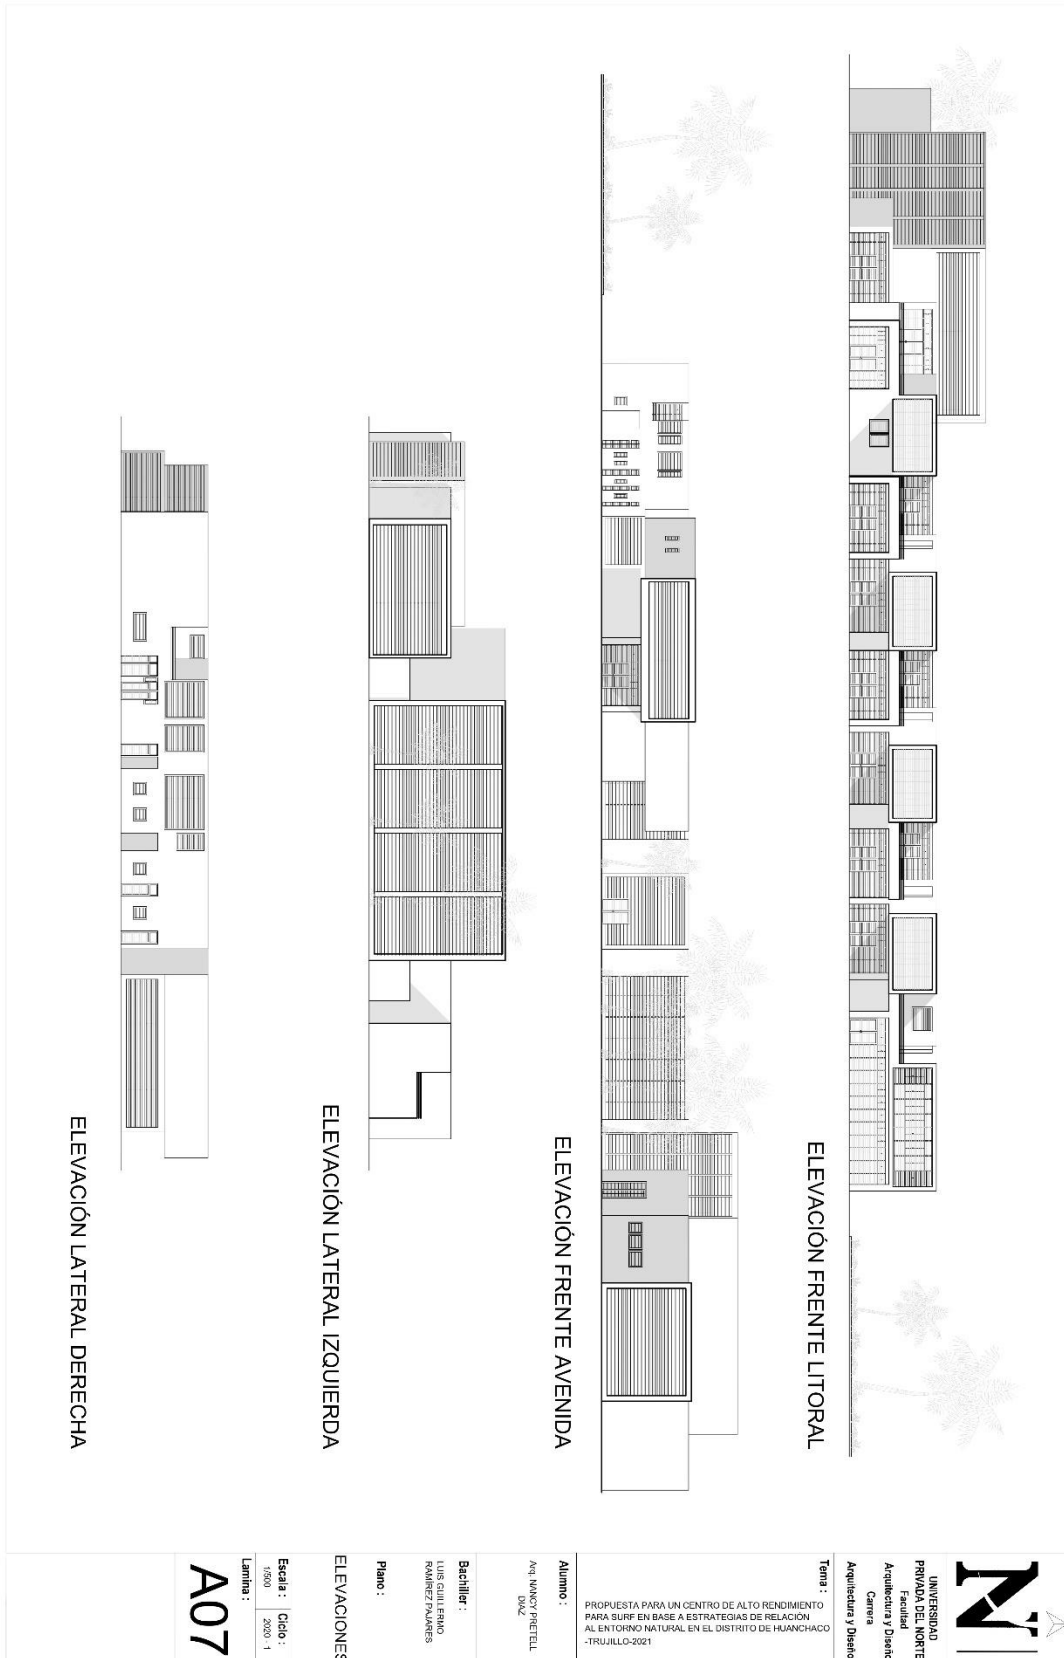 ELEVACIÓN FRENTE LITORAL
ELEVACIÓN FRENTE AVENIDA
ELEVACIÓN LATERAL IZQUIERDA
ELEVACIÓN LATERAL DERECHA
N
UNIVERSIDAD
PRIVADA DEL NORTE
Facultad
Arquitectura y Diseño
Carrera
Arquitectura y Diseño
Tema :
PROPUESTA PARA UN CENTRO DE ALTO RENDIMIENTO
PARA SURF EN BASE A ESTRATEGIAS DE RELACIÓN
AL ENTORNO NATURAL EN EL DISTRITO DE HUANCHACO
-TRUJILLO-2021
Alumno :
Arq. NANCY PRETELL
DIAZ
Bachiller :
LUIS GUILLERMO
RAMÍREZ PAJARES
Plano :
ELEVACIONES
Escala :
1/500
Ciclo :
2020 - 1
Lamina :
A07